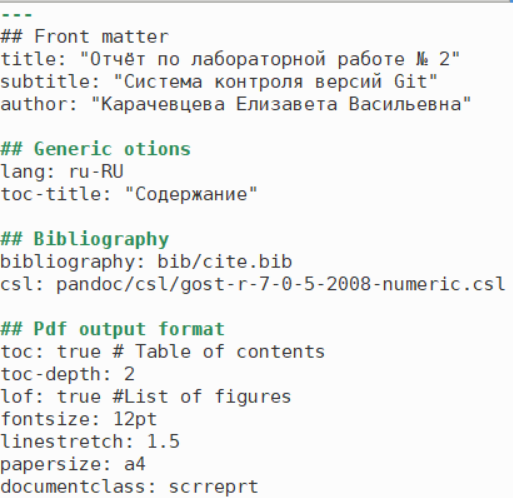 ---
## Front matter
title: "Отчёт по лабораторной работе № 2"
subtitle: "Система контроля версий Git"
author: "Карачевцева Елизавета Васильевна"
## Generic otions
lang: ru-RU
toc-title: "Содержание"
## Bibliography
bibliography: bib/cite.bib
csl: pandoc/csl/gost-r-7-0-5-2008-numeric.csl
## Pdf output format
toc: true # Table of contents
toc-depth: 2
lof: true #List of figures
fontsize: 12pt
linestretch: 1.5
papersize: a4
documentclass: scrreprt